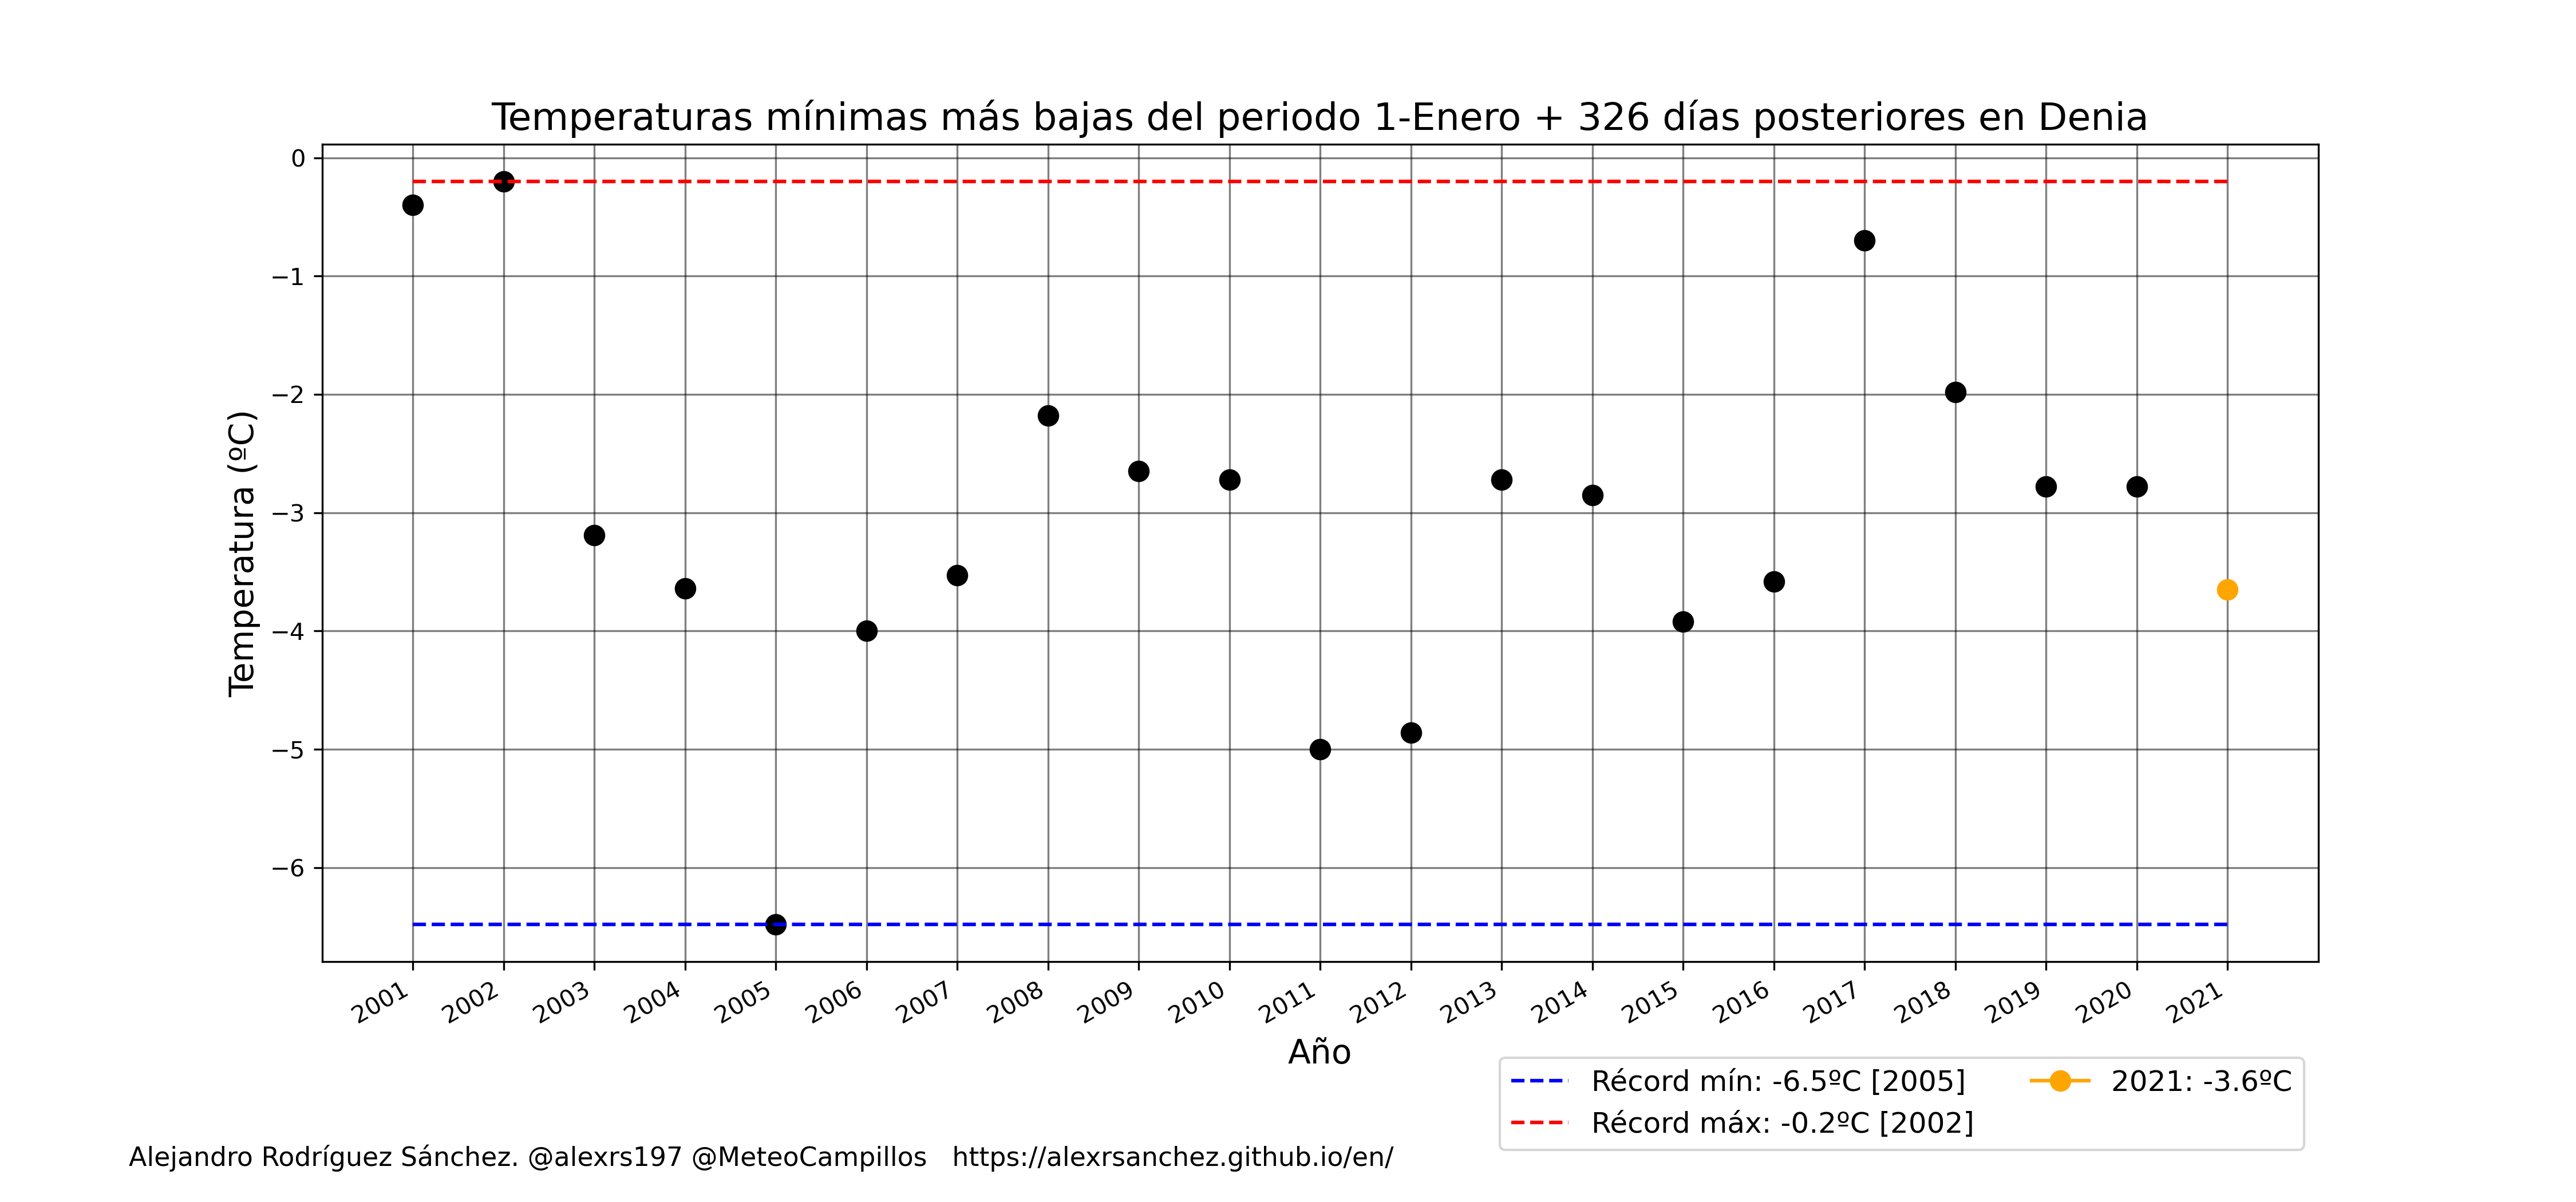 Temperaturas mínimas más bajas del periodo 1-Enero + 326 días posteriores en Denia
Temperatura (ºC)
0
−1
−2
−3
−4
−5
−6
2001 2002 2003 2004 2005 2006 2007 2008 2009 2010 2011 2012 2013 2014 2015 2016 2017 2018 2019 2020 2021
Año
Récord mín: -6.5ºC [2005]
Récord máx: -0.2ºC [2002]
2021: -3.6ºC
Alejandro Rodríguez Sánchez. @alexrs197 @MeteoCampillos https://alexrsanchez.github.io/en/